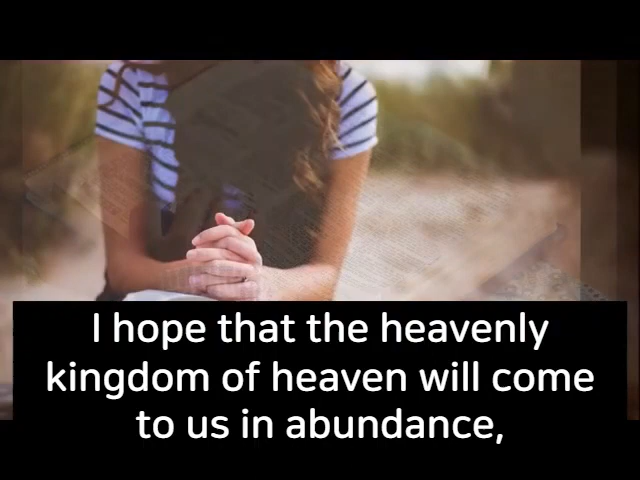 I hope that the heavenly
kingdom of heaven will come
to us in abundance,